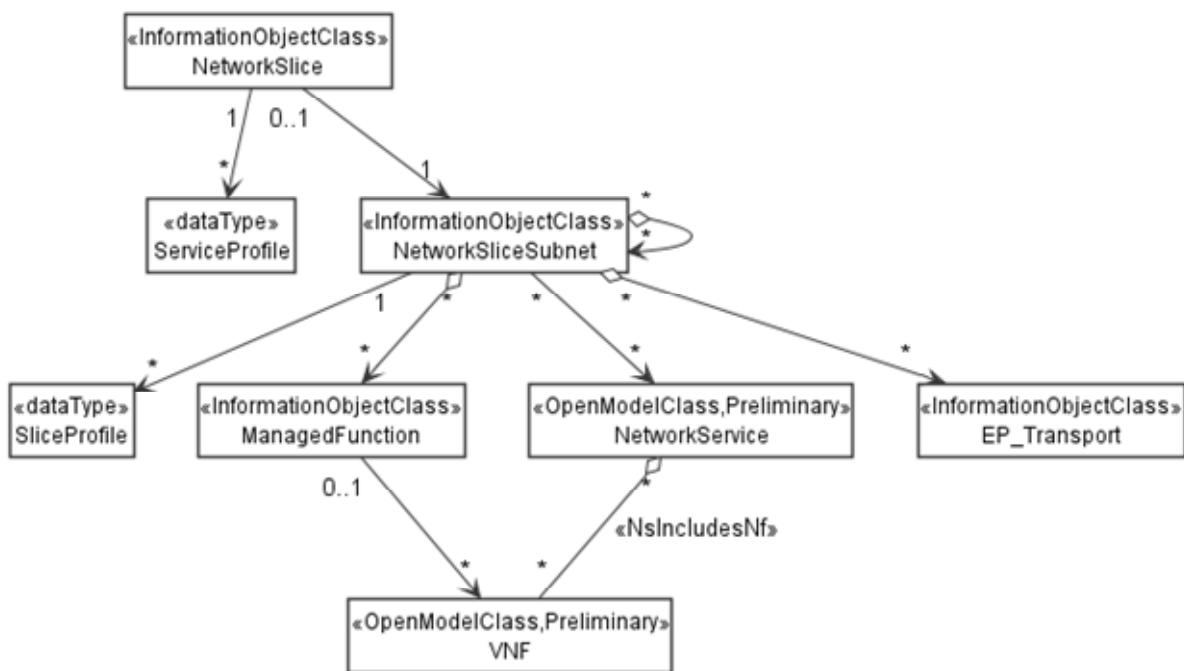 «InformationObjectClass»
NetworkSlice
1
0..1
*
1
«dataType»
ServiceProfile
«InformationObjectClass»
NetworkSliceSubnet
*
*
1
*
*
*
*
*
*
*
«dataType»
SliceProfile
«InformationObjectClass»
ManagedFunction
«OpenModelClass,Preliminary»
NetworkService
«InformationObjectClass»
EP_Transport
0..1
*
«NsIncludesNf»
*
*
«OpenModelClass,Preliminary»
VNF